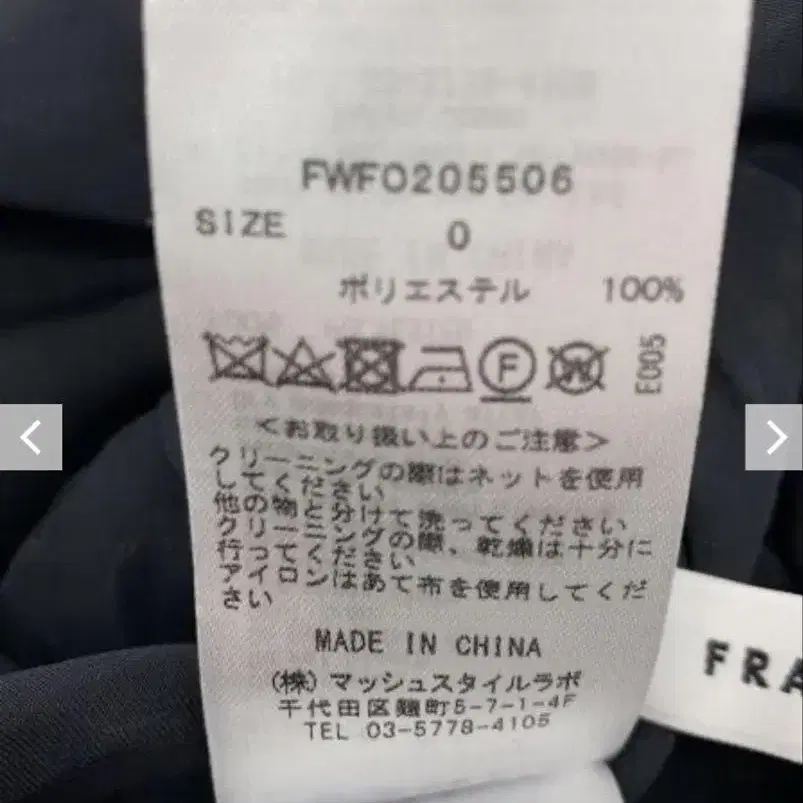 FWFO205506
SIZE 0
ポリエステル 100%
F W E005
<お取り扱い上のご注意>
クリーニングの際はネットを使用
してください
他の物と分けて洗ってください
クリーニングの際、乾燥は十分に
行ってください
アイロンはあて布を使用してくだ
さい
MADE IN CHINA
(株)マッシュスタイルラボ
千代田区麹町5-7-1-4F
TEL 03-5778-4105
FRA